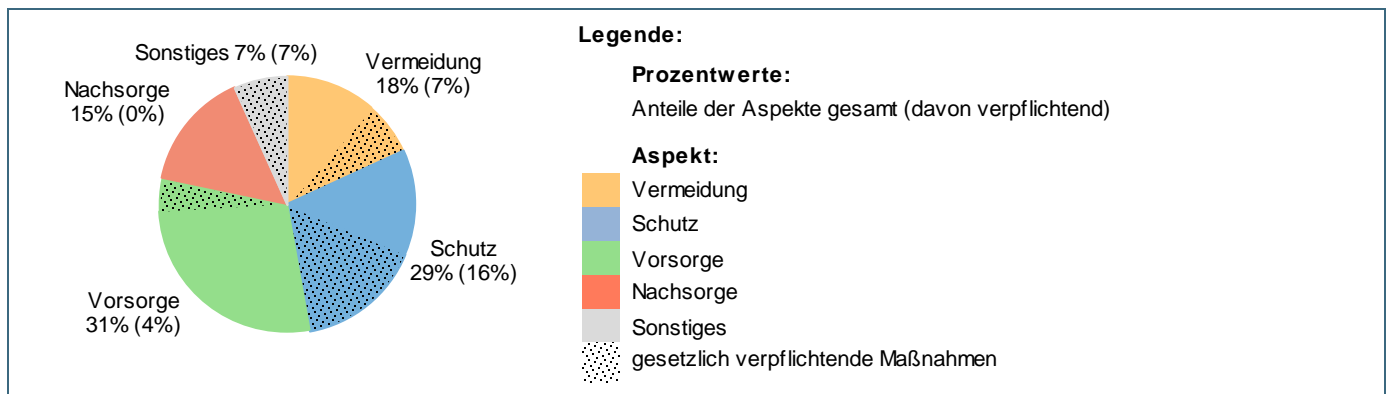 Sonstiges 7% (7%)
Vermeidung
18% (7%)
Nachsorge
15% (0%)
Schutz
29% (16%)
Vorsorge
31% (4%)
Legende:
Prozentwerte:
Anteile der Aspekte gesamt (davon verpflichtend)
Aspekt:
Vermeidung
Schutz
Vorsorge
Nachsorge
Sonstiges
gesetzlich verpflichtende Maßnahmen